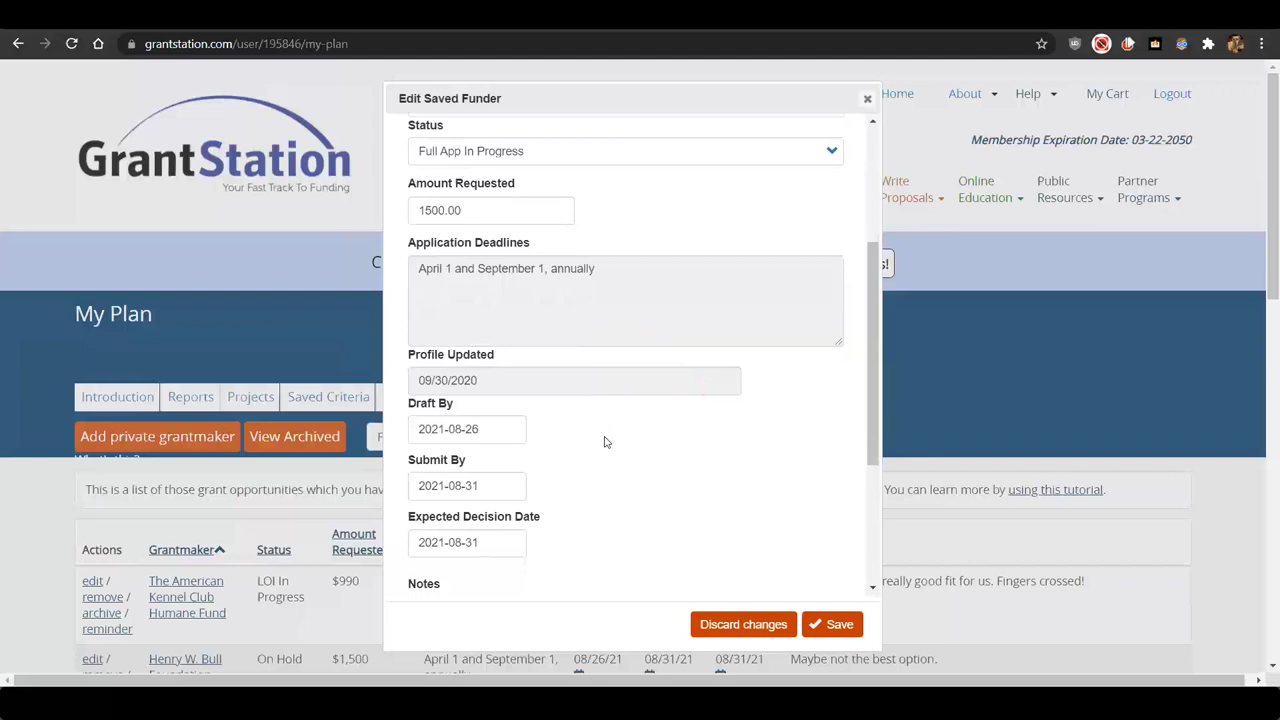 grantstation.com/user/195846/my-plan
Edit Saved Funder
Home About Help My Cart Logout
GrantStation
Your Fast Track To Funding
Membership Expiration Date: 03-22-2050
Write Proposals
Online Education
Public Resources
Partner Programs
Status
Full App In Progress
Amount Requested
1500.00
Application Deadlines
April 1 and September 1, annually
Profile Updated
09/30/2020
Draft By
2021-08-26
Submit By
2021-08-31
Expected Decision Date
2021-08-31
Notes
Discard changes Save
My Plan
Introduction Reports Projects Saved Criteria
Add private grantmaker View Archived
This is a list of those grant opportunities which you have
You can learn more by using this tutorial.
Actions Grantmaker Status Amount Requeste
edit /
remove /
archive /
reminder
The American
Kennel Club
Humane Fund
LOI In
Progress
$990
really good fit for us. Fingers crossed!
edit / Henry W. Bull On Hold $1,500 April 1 and September 1, 08/26/21 08/31/21 08/31/21 Maybe not the best option.